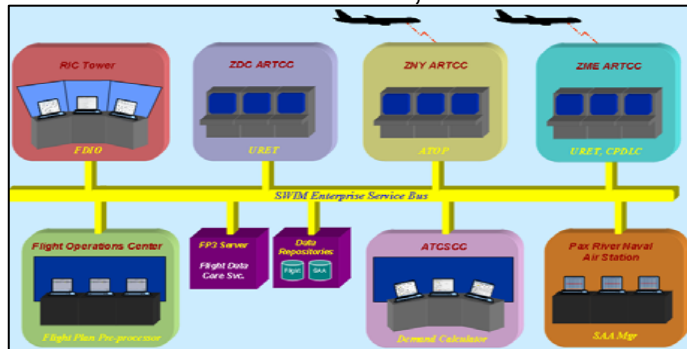 RIC Tower
FDIO
ZDC ARTCC
URET
ZNY ARTCC
ATOP
ZME ARTCC
URET, CPDLC
SWIM Enterprise Service Bus
Flight Operations Center
Flight Plan Pre-processor
FP3 Server
Flight Data
Core Svc.
Data
Repositories
Flight
SAA
ATCSCC
Demand Calculator
Pax River Naval
Air Station
SAA Mgr